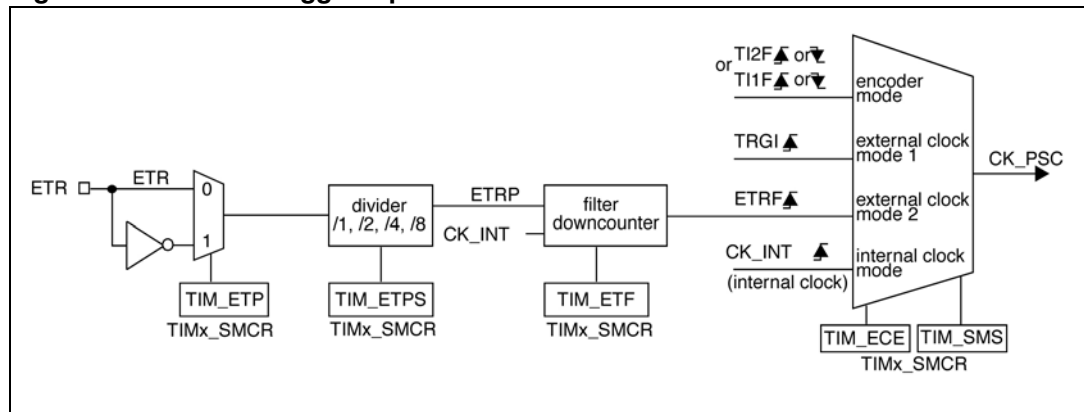 or TI2F or
TI1F or
encoder
mode
TRGI
external clock
mode 1
CK_PSC
ETR
ETR
0
1
divider
/1, /2, /4, /8
ETRP
CK_INT
filter
downcounter
ETRF
external clock
mode 2
CK_INT
(internal clock)
internal clock
mode
TIM_ETP
TIMx_SMCR
TIM_ETPS
TIMx_SMCR
TIM_ETF
TIMx_SMCR
TIM_ECE
TIM_SMS
TIMx_SMCR